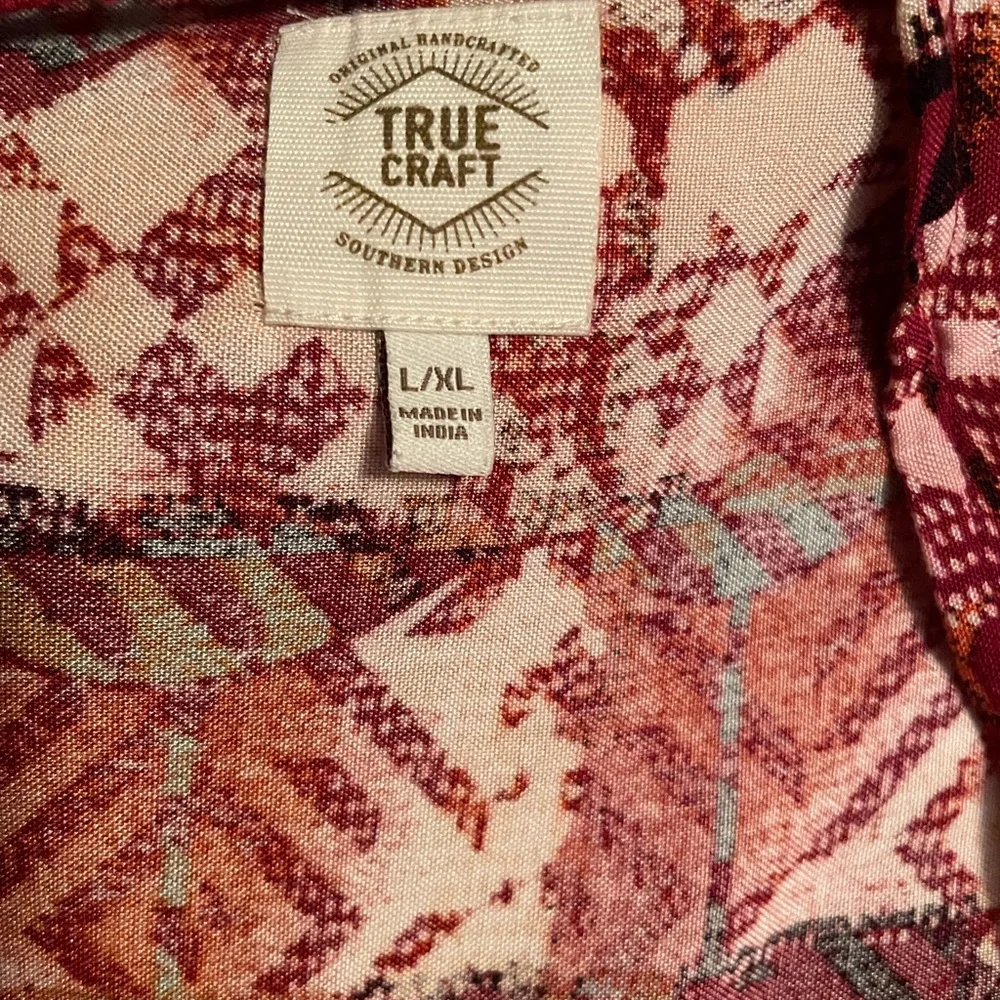 ORIGINAL HANDCRAFTED
TRUE
CRAFT
SOUTHERN DESIGN
L/XL
MADE IN
INDIA